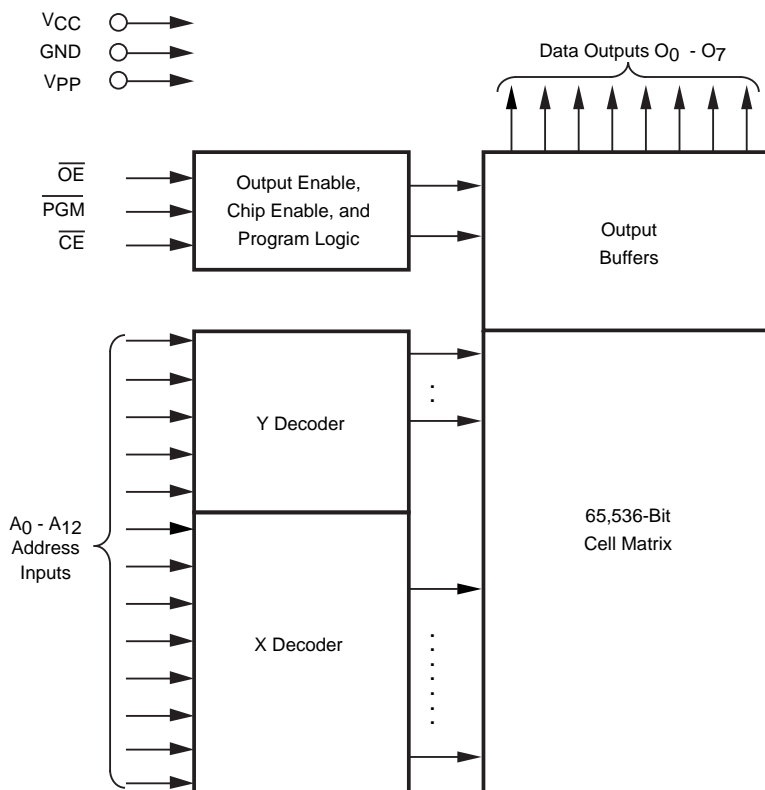 VCC
GND
VPP
Data Outputs O0 - O7
OE
PGM
CE
Output Enable,
Chip Enable, and
Program Logic
Output
Buffers
Y Decoder
A0 - A12
Address
Inputs
65,536-Bit
Cell Matrix
X Decoder